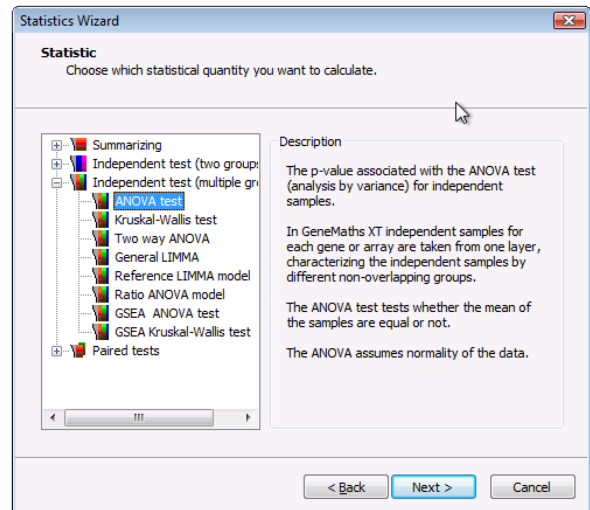 Statistics Wizard
Statistic
Choose which statistical quantity you want to calculate.
Summarizing
Independent test (two group
Independent test (multiple gr
ANOVA test
Kruskal-Wallis test
Two way ANOVA
General LIMMA
Reference LIMMA model
Ratio ANOVA model
GSEA ANOVA test
GSEA Kruskal-Wallis test
Paired tests
Description
The p-value associated with the ANOVA test
(analysis by variance) for independent
samples.
In GeneMaths XT independent samples for
each gene or array are taken from one layer,
characterizing the independent samples by
different non-overlapping groups.
The ANOVA test tests whether the mean of
the samples are equal or not.
The ANOVA assumes normality of the data.
< Back
Next >
Cancel